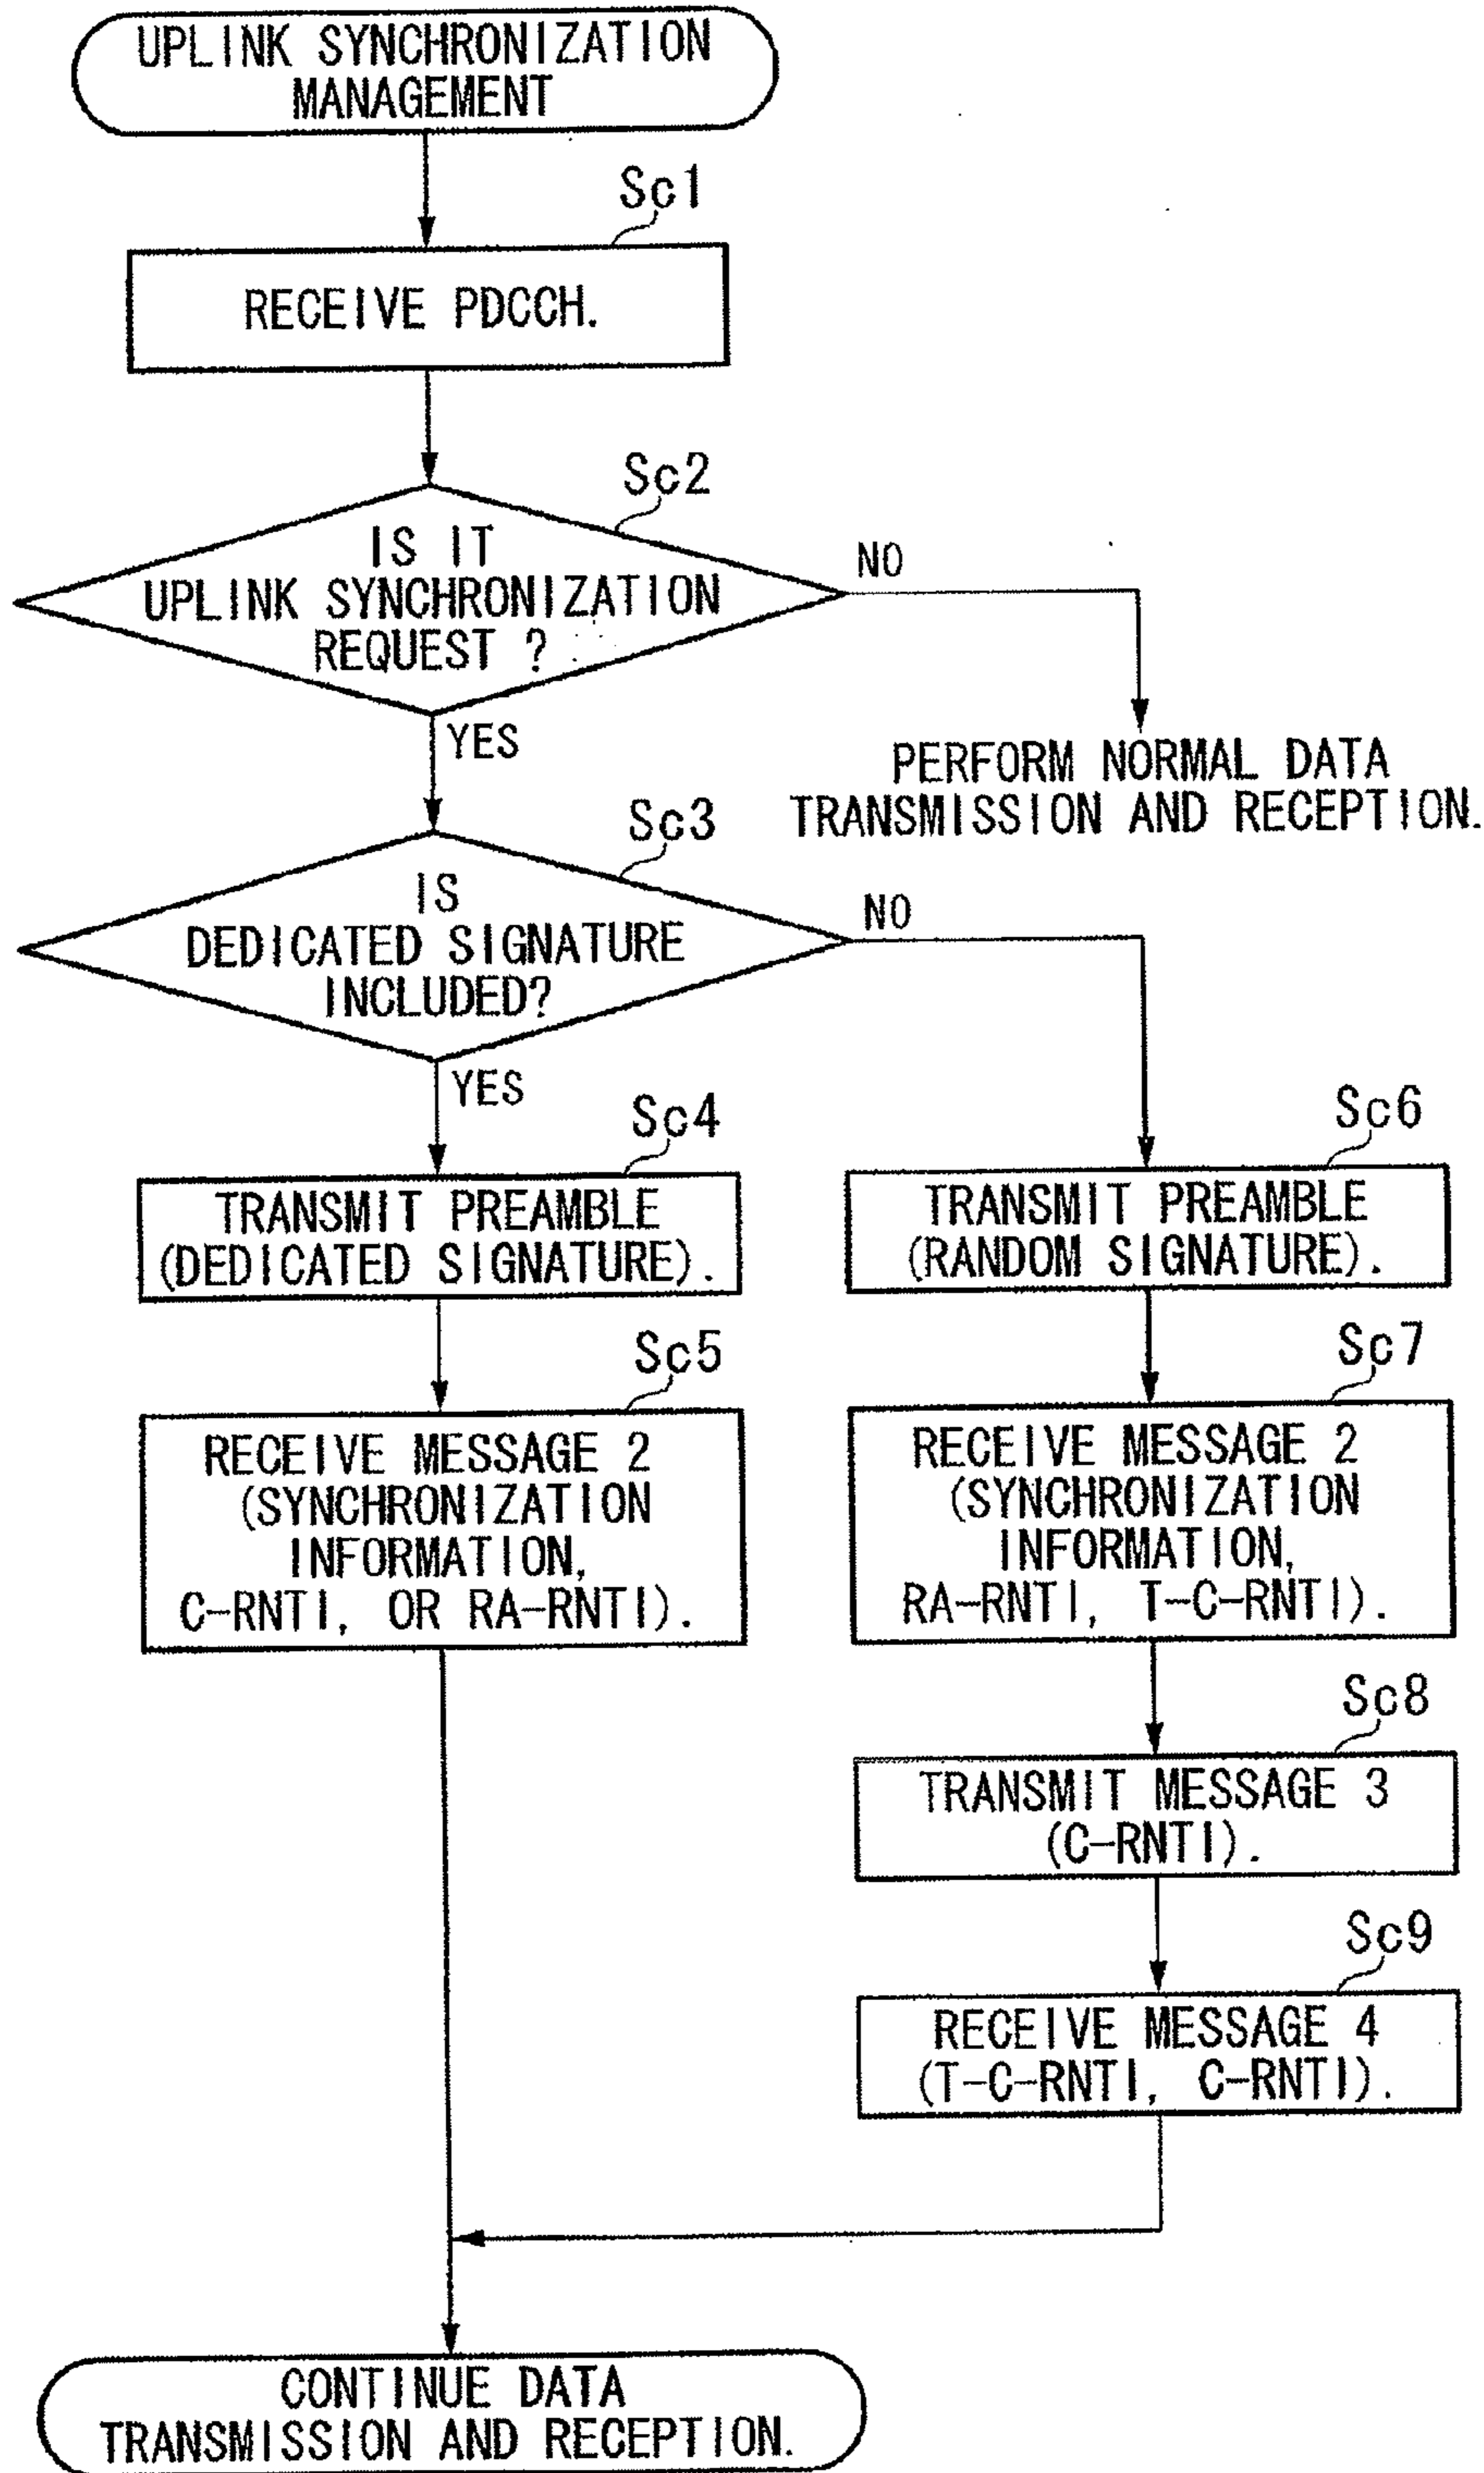 UPLINK SYNCHRONIZATION
MANAGEMENT
Sc1
RECEIVE PDCCH.
Sc2
IS IT
UPLINK SYNCHRONIZATION
REQUEST ?
NO
YES
PERFORM NORMAL DATA
TRANSMISSION AND RECEPTION.
Sc3
IS
DEDICATED SIGNATURE
INCLUDED?
NO
YES
Sc4
TRANSMIT PREAMBLE
(DEDICATED SIGNATURE).
Sc5
RECEIVE MESSAGE 2
(SYNCHRONIZATION
INFORMATION,
C-RNTI, OR RA-RNTI).
Sc6
TRANSMIT PREAMBLE
(RANDOM SIGNATURE).
Sc7
RECEIVE MESSAGE 2
(SYNCHRONIZATION
INFORMATION,
RA-RNTI, T-C-RNTI).
Sc8
TRANSMIT MESSAGE 3
(C-RNTI).
Sc9
RECEIVE MESSAGE 4
(T-C-RNTI, C-RNTI).
CONTINUE DATA
TRANSMISSION AND RECEPTION.